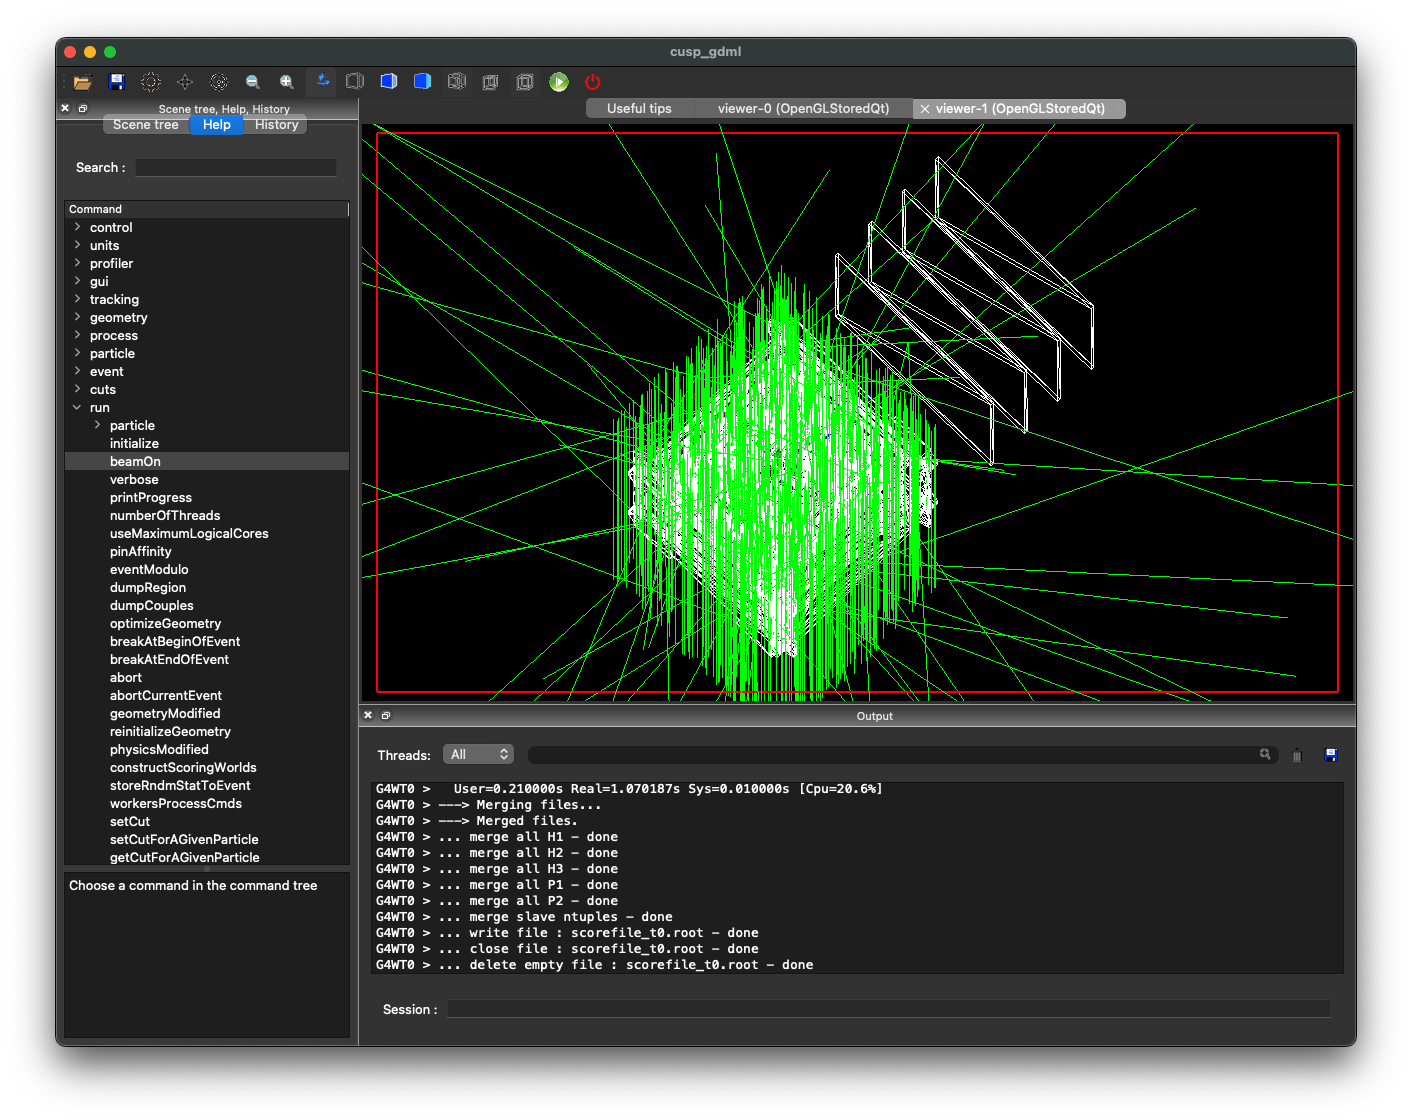 cusp_gdml
Scene tree, Help, History
Scene tree Help History
Search :
Command
control
units
profiler
gui
tracking
geometry
process
particle
event
cuts
run
particle
initialize
beamOn
verbose
printProgress
numberOfThreads
useMaximumLogicalCores
pinAffinity
eventModulo
dumpRegion
dumpCouples
optimizeGeometry
breakAtBeginOfEvent
breakAtEndOfEvent
abort
abortCurrentEvent
geometryModified
reinitializeGeometry
physicsModified
constructScoringWorlds
storeRndmStatToEvent
workersProcessCmds
setCut
setCutForAGivenParticle
getCutForAGivenParticle
Choose a command in the command tree
Useful tips viewer-0 (OpenGLStoredQt) viewer-1 (OpenGLStoredQt)
Output
Threads: All
G4WT0 > User=0.210000s Real=1.070187s Sys=0.010000s [Cpu=20.6%]
G4WT0 > ---> Merging files...
G4WT0 > ---> Merged files.
G4WT0 > ... merge all H1 - done
G4WT0 > ... merge all H2 - done
G4WT0 > ... merge all H3 - done
G4WT0 > ... merge all P1 - done
G4WT0 > ... merge all P2 - done
G4WT0 > ... merge slave ntuples - done
G4WT0 > ... write file : scorefile_t0.root - done
G4WT0 > ... close file : scorefile_t0.root - done
G4WT0 > ... delete empty file : scorefile_t0.root - done
Session :